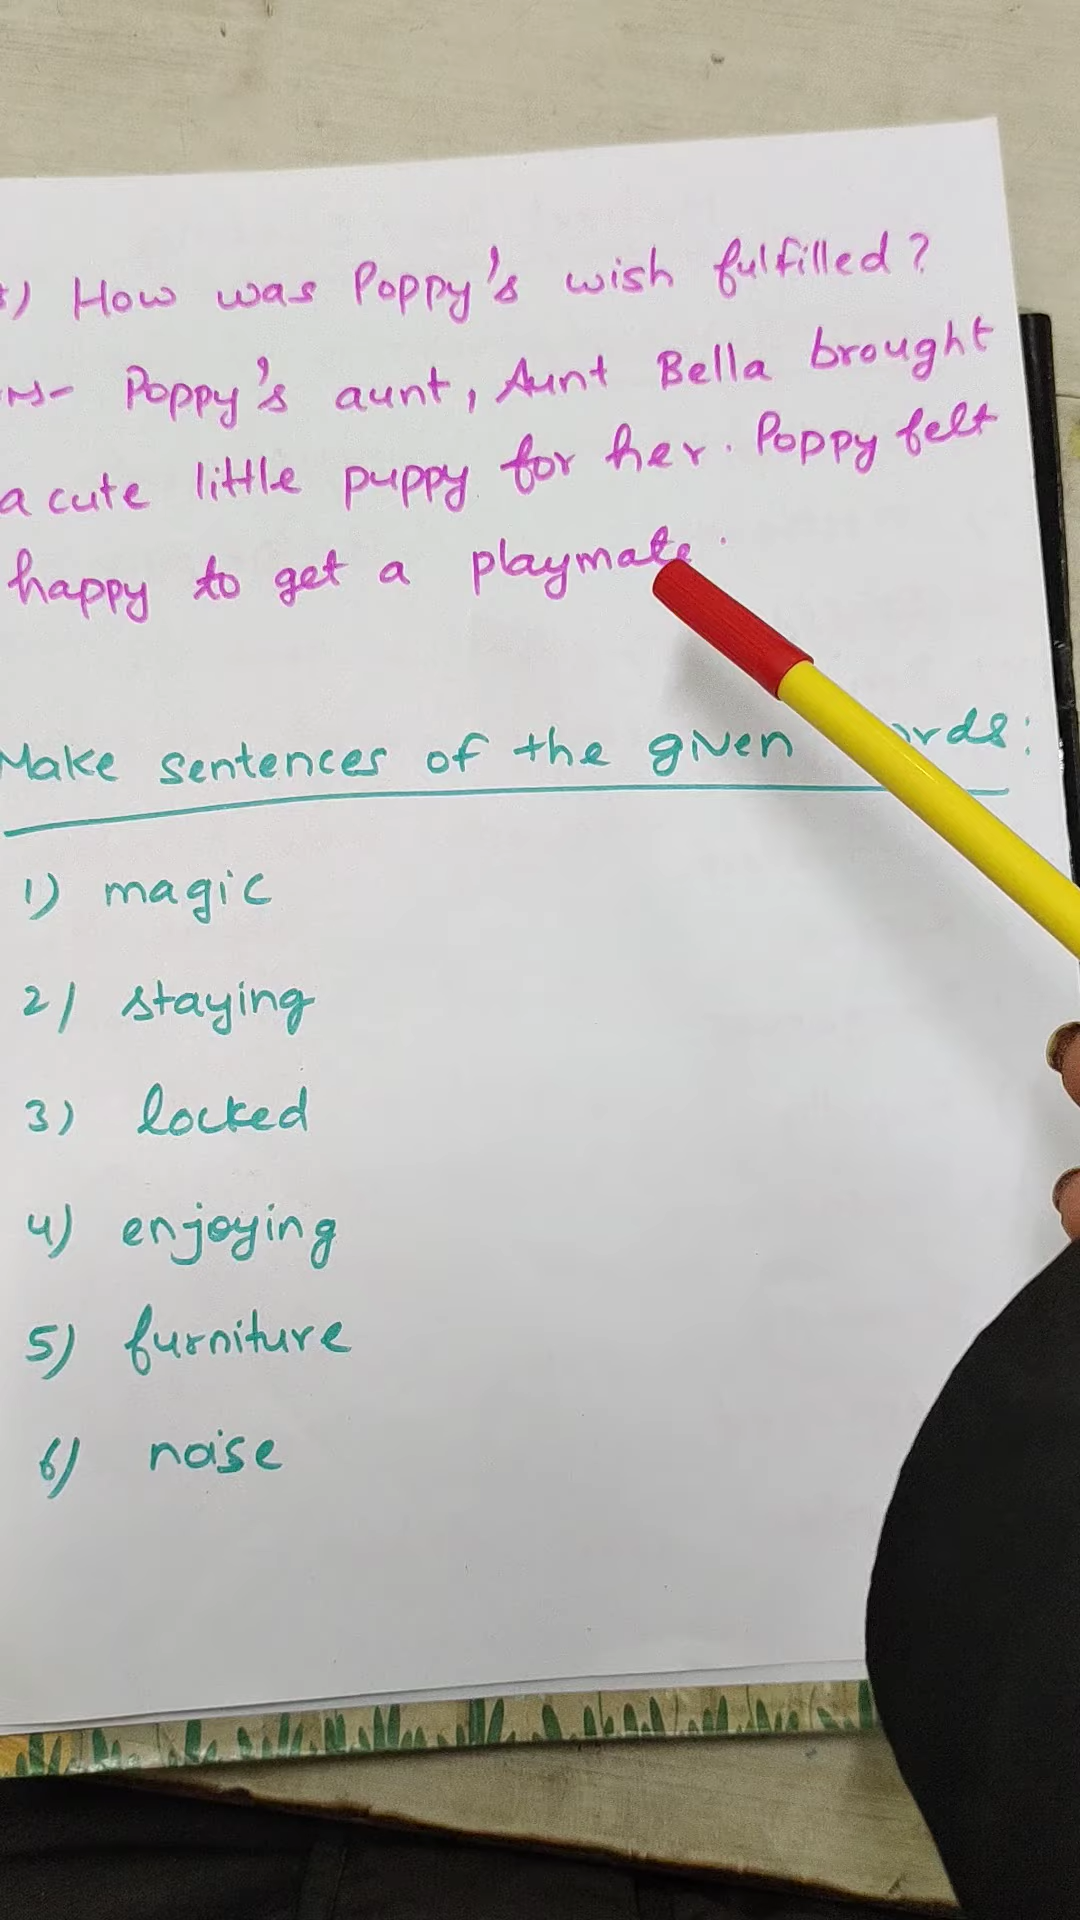 How was Poppy's wish fulfilled?
Poppy's aunt, Aunt Bella brought
a cute little puppy for her. Poppy felt
happy to get a playmate.
Make sentences of the given
1) magic
2) staying
3) locked
4) enjoying
5) furniture
6) noise